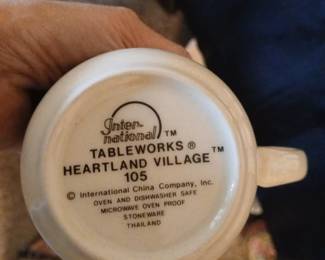 Inter-
national ™
TABLEWORKS ®
HEARTLAND VILLAGE ™
105
© International China Company, Inc.
OVEN AND DISHWASHER SAFE
MICROWAVE OVEN PROOF
STONEWARE
THAILAND